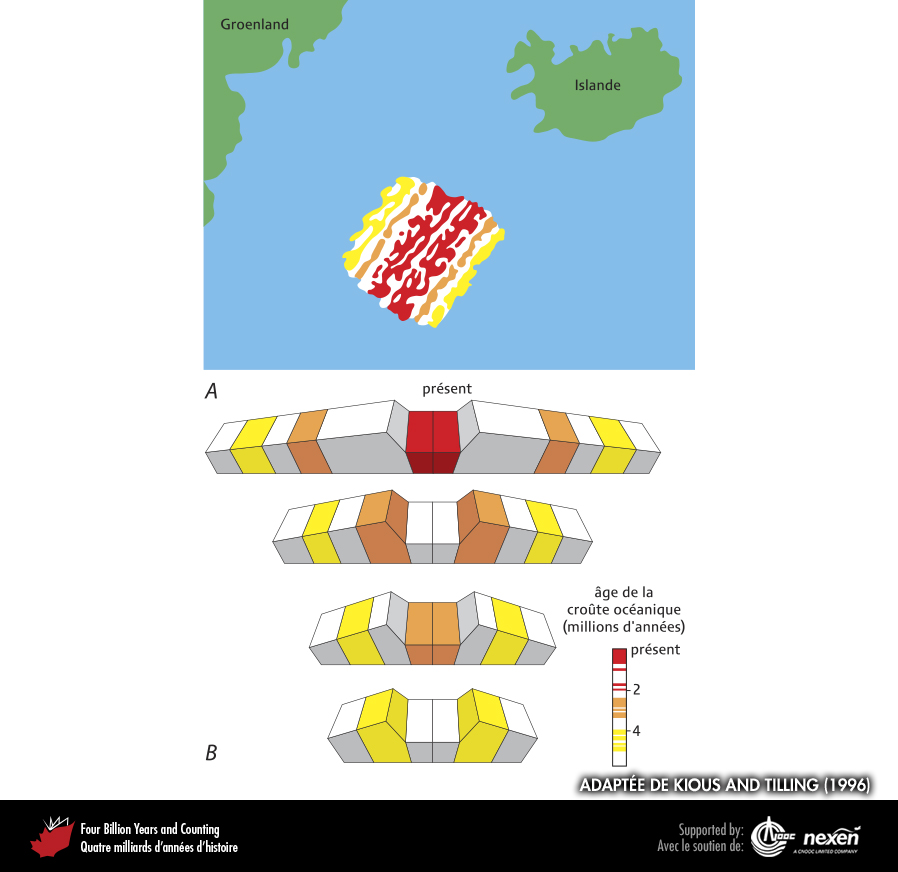 Groenland
Islande
A
présent
âge de la
croûte océanique
(millions d'années)
présent
2
4
B
ADAPTÉE DE KIOUS AND TILLING (1996)
Four Billion Years and Counting
Quatre milliards d'années d'histoire
Supported by:
Avec le soutien de:
CNOOC
nexen
A CNOOC LIMITED COMPANY